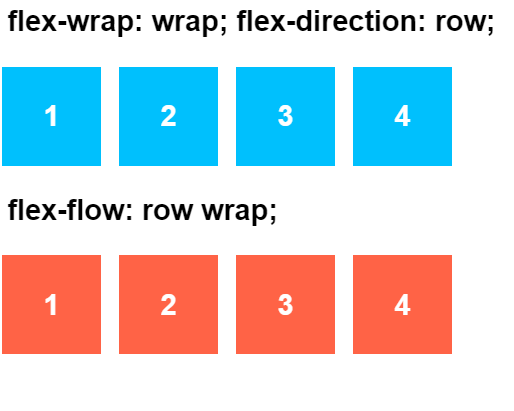 flex-wrap: wrap; flex-direction: row;
1 2 3 4
flex-flow: row wrap;
1 2 3 4